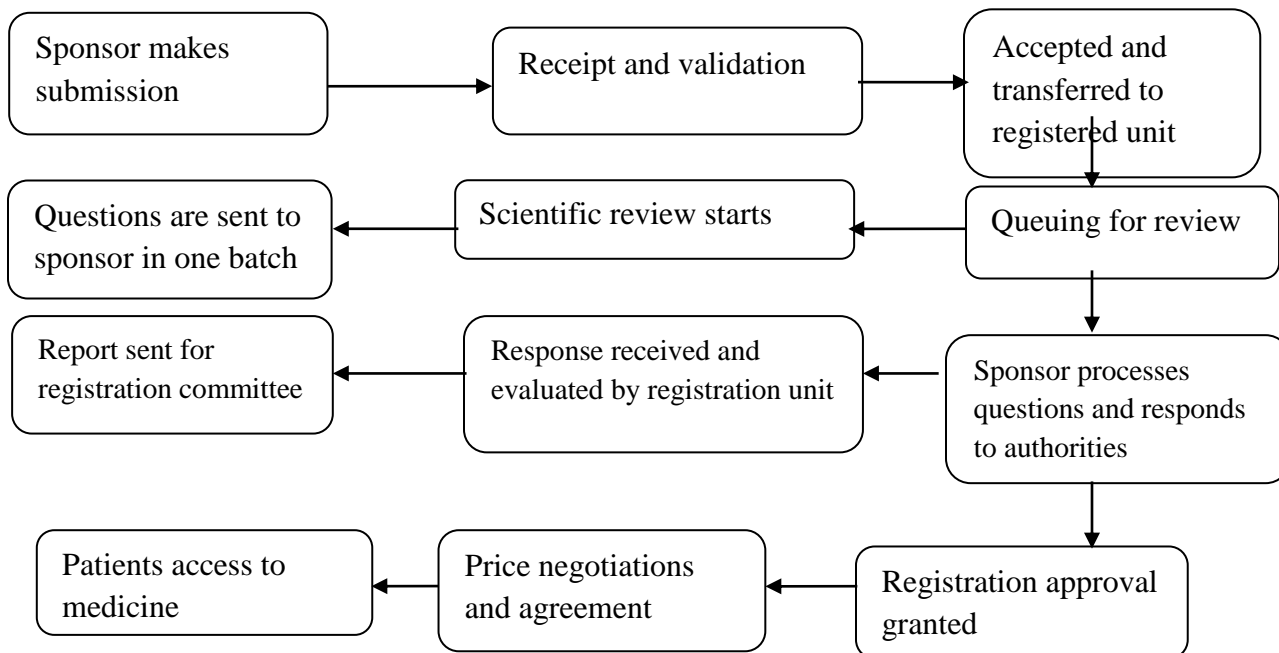 Sponsor makes
submission
Receipt and validation
Accepted and
transferred to
registered unit
Questions are sent to
sponsor in one batch
Scientific review starts
Queuing for review
Report sent for
registration committee
Response received and
evaluated by registration unit
Sponsor processes
questions and responds
to authorities
Patients access to
medicine
Price negotiations
and agreement
Registration approval
granted